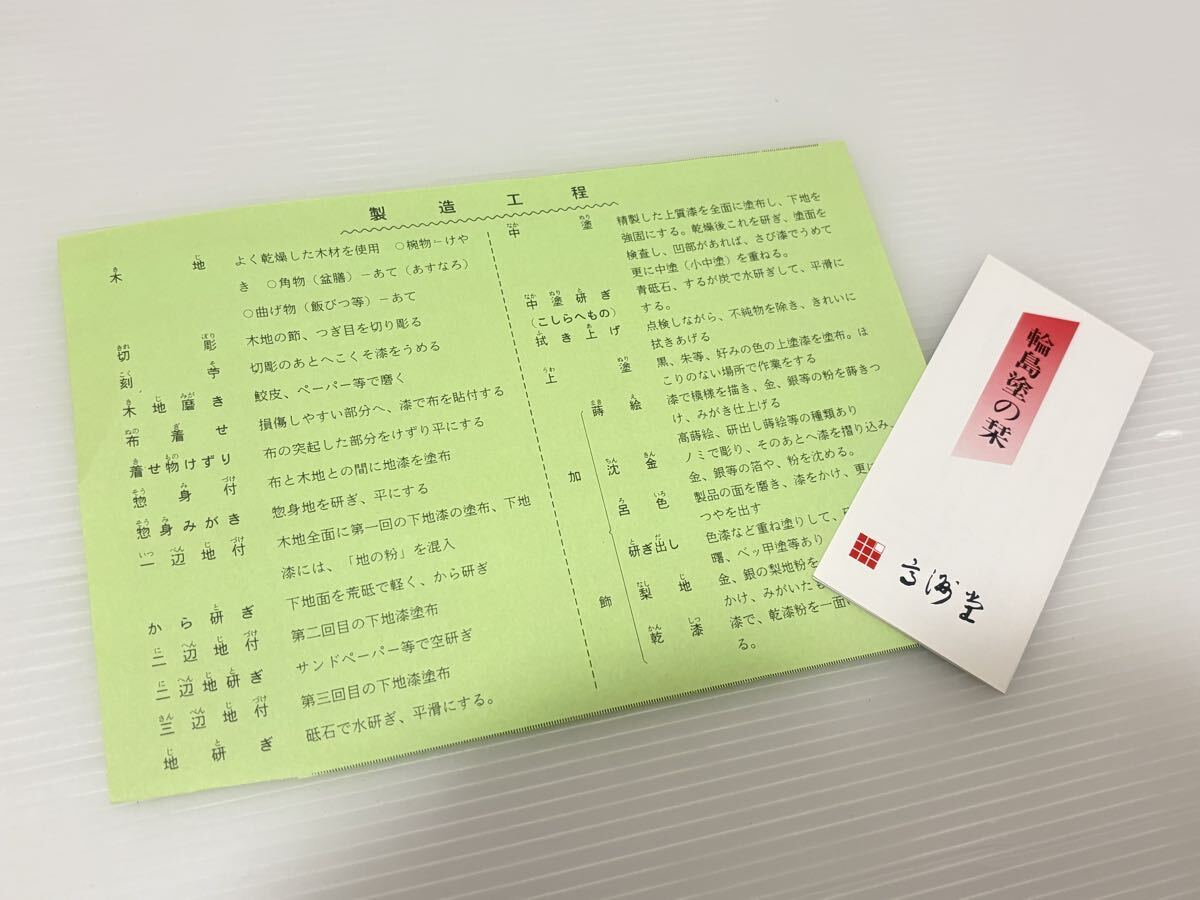 製造工程
木地 よく乾燥した木材を使用 ○椀物ーけや
き ○角物（盆膳）ーあて（あすなろ）
○曲げ物（飯びつ等）ーあて
切彫 木地の節、つぎ目を切り彫る
刻苧 切彫のあとへこくそ漆をうめる
木地磨き 鮫皮、ペーパー等で磨く
布着せ 損傷しやすい部分へ、漆で布を貼付する
着せ物けずり 布の突起した部分をけずり平にする
惣身付 布と木地との間に地漆を塗布
惣身みがき 惣身地を研ぎ、平にする
一辺地付 木地全面に第一回の下地漆の塗布、下地
漆には、「地の粉」を混入
から研ぎ 下地面を荒砥で軽く、から研ぎ
二辺地付 第二回目の下地漆塗布
二辺地研ぎ サンドペーパー等で空研ぎ
三辺地付 第三回目の下地漆塗布
地研ぎ 砥石で水研ぎ、平滑にする。
中塗 精製した上質漆を全面に塗布し、下地を
強固にする。乾燥後これを研ぎ、塗面を
検査し、凹部があれば、さび漆でうめて
更に中塗（小中塗）を重ねる。
中塗研ぎ 青砥石、するが炭で水研ぎして、平滑に
（こしらへもの） する。
拭き上げ 点検しながら、不純物を除き、きれいに
拭きあげる
上塗 黒、朱等、好みの色の上塗漆を塗布。ほ
こりのない場所で作業をする
加飾
蒔絵 漆で模様を描き、金、銀等の粉を蒔きつ
け、みがき仕上げる
高蒔絵、研出し蒔絵等の種類あり
沈金 ノミで彫り、そのあとへ漆を摺り込み、
金、銀等の箔や、粉を沈める。
呂色 製品の面を磨き、漆をかけ、更に
つやを出す
研ぎ出し 色漆など重ね塗りして、
曙、ベッ甲塗等あり
梨地 金、銀の梨地粉を
かけ、みがいた
乾漆 漆で、乾漆粉を一面
る。
輪島塗の栞
高海堂